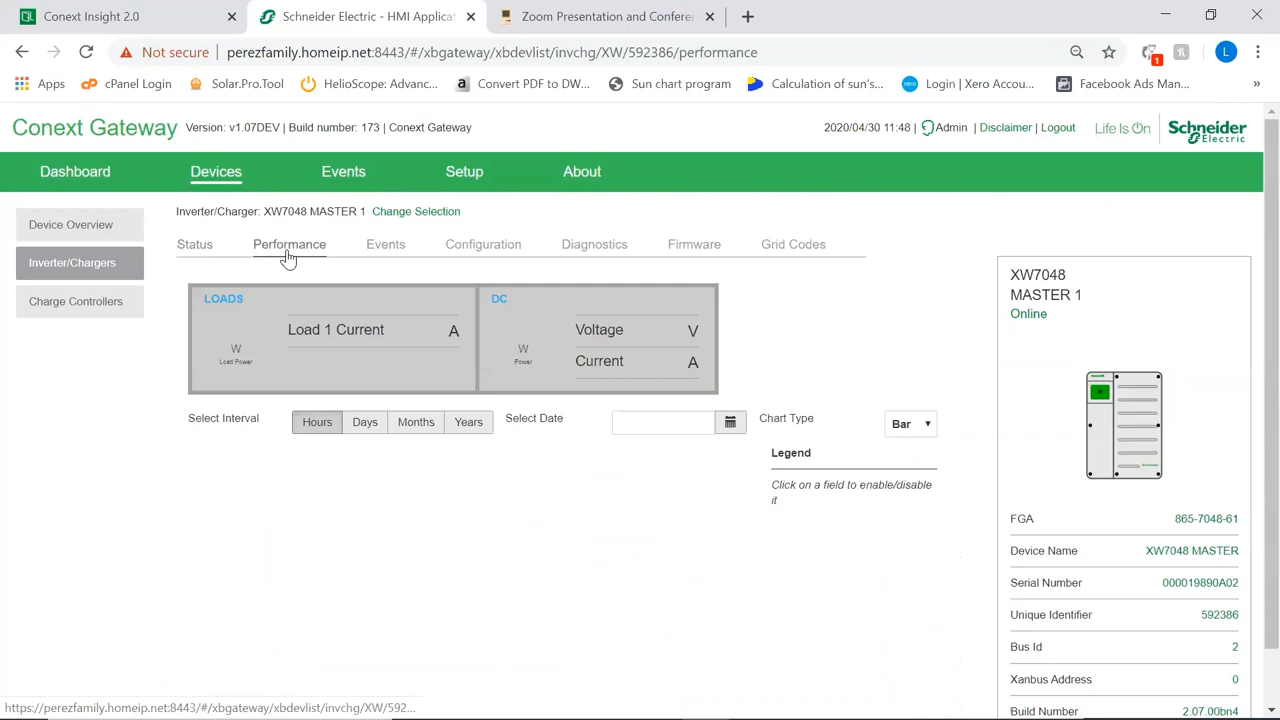 Conext Insight 2.0
Schneider Electric - HMI Applicat
Zoom Presentation and Conferen
Not secure
perezfamily.homeip.net:8443/#/xbgateway/xbdevlist/invchg/XW/592386/performance
1
L
Apps
cPanel Login
Solar.Pro.Tool
HelioScope: Advanc...
Convert PDF to DW...
Sun chart program
Calculation of sun's...
Login | Xero Accou...
Facebook Ads Man...
»
Conext Gateway
Version: v1.07DEV | Build number: 173 | Conext Gateway
2020/04/30 11:48 | Admin | Disclaimer | Logout
Life Is On
Schneider Electric
Dashboard
Devices
Events
Setup
About
Device Overview
Inverter/Chargers
Charge Controllers
Inverter/Charger: XW7048 MASTER 1 Change Selection
Status
Performance
Events
Configuration
Diagnostics
Firmware
Grid Codes
LOADS
W
Load Power
Load 1 Current A
DC
W
Power
Voltage V
Current A
Select Interval
Hours
Days
Months
Years
Select Date
Chart Type
Bar
Legend
Click on a field to enable/disable
it
XW7048
MASTER 1
Online
FGA 865-7048-61
Device Name XW7048 MASTER
Serial Number 000019890A02
Unique Identifier 592386
Bus Id 2
Xanbus Address 0
Build Number 2.07.00bn4
https://perezfamily.homeip.net:8443/#/xbgateway/xbdevlist/invchg/XW/592...